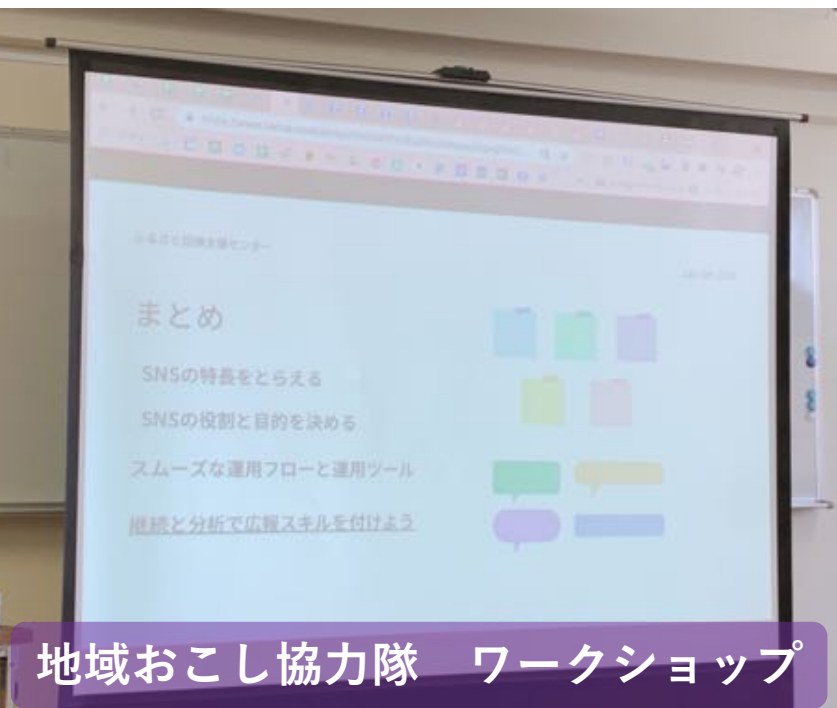 まとめ
SNSの特長をとらえる
SNSの役割と目的を決める
スムーズな運用フローと運用ツール
継続と分析で広報スキルを付けよう
地域おこし協力隊　ワークショップ